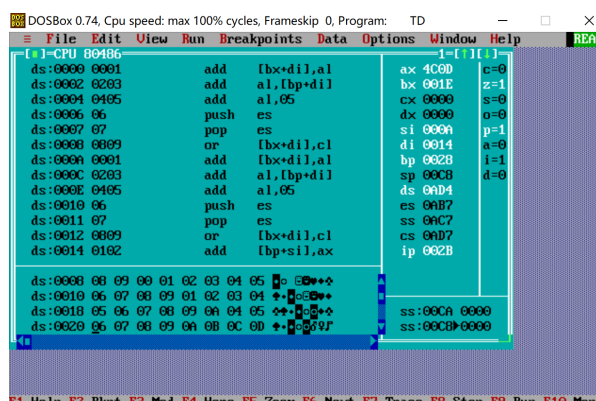 DOSBox 0.74, Cpu speed: max 100% cycles, Frameskip 0, Program: TD
≡ File Edit View Run Breakpoints Data Options Window Help REA
[■]=CPU 80486 1=[↑][↓]
ds:0000 0001 add [bx+di],al ax 4C0D c=0
ds:0002 0203 add al,[bp+di] bx 001E z=1
ds:0004 0405 add al,05 cx 0000 s=0
ds:0006 06 push es dx 0000 o=0
ds:0007 07 pop es si 000A p=1
ds:0008 0809 or [bx+di],cl di 0014 a=0
ds:000A 0001 add [bx+di],al bp 0028 i=1
ds:000C 0203 add al,[bp+di] sp 00C8 d=0
ds:000E 0405 add al,05 ds 0AD4
ds:0010 06 push es es 0AB7
ds:0011 07 pop es ss 0AC7
ds:0012 0809 or [bx+di],cl cs 0AD7
ds:0014 0102 add [bp+si],ax ip 002B
ds:0008 08 09 00 01 02 03 04 05
ds:0010 06 07 08 09 01 02 03 04
ds:0018 05 06 07 08 09 0A 04 05 ss:00CA 0000
ds:0020 06 07 08 09 0A 0B 0C 0D ss:00C8▶0000